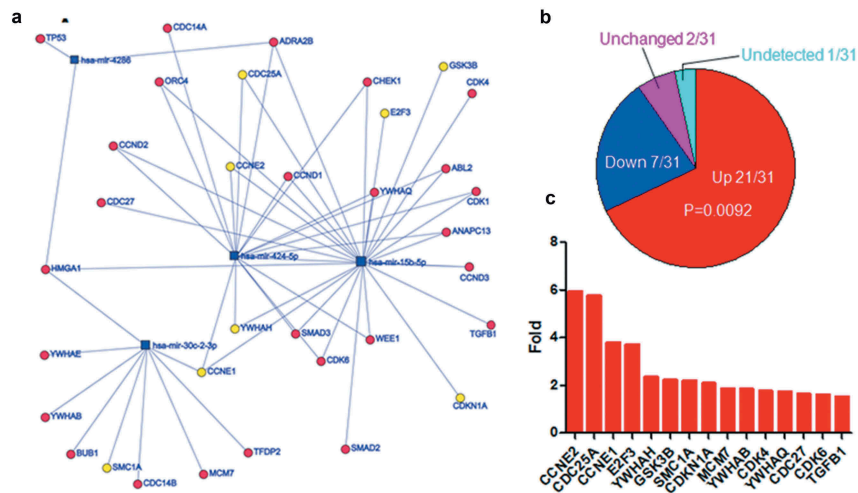 a
TP53
hsa-mir-4286
CDC14A
ADRA2B
ORC4
CDC25A
CHEK1
GSK3B
CDK4
E2F3
CCND2
CCNE2
CCND1
ABL2
YWHAQ
CDK1
CDC27
ANAPC13
hsa-mir-424-5p
hsa-mir-15b-5p
CCND3
HMGA1
YWHAH
SMAD3
WEE1
TGFB1
hsa-mir-30c-2-3p
YWHAE
CCNE1
CDK6
CDKN1A
YWHAB
BUB1
SMC1A
CDC14B
MCM7
TFDP2
SMAD2
b
Unchanged 2/31
Undetected 1/31
Down 7/31
Up 21/31
P=0.0092
c
Fold
8
6
4
2
0
CCNE2
CDC25A
CCNE1
E2F3
YWHAH
GSK3B
SMC1A
CDKN1A
MCM7
YWHAB
CDK4
YWHAQ
CDC27
CDK6
TGFB1